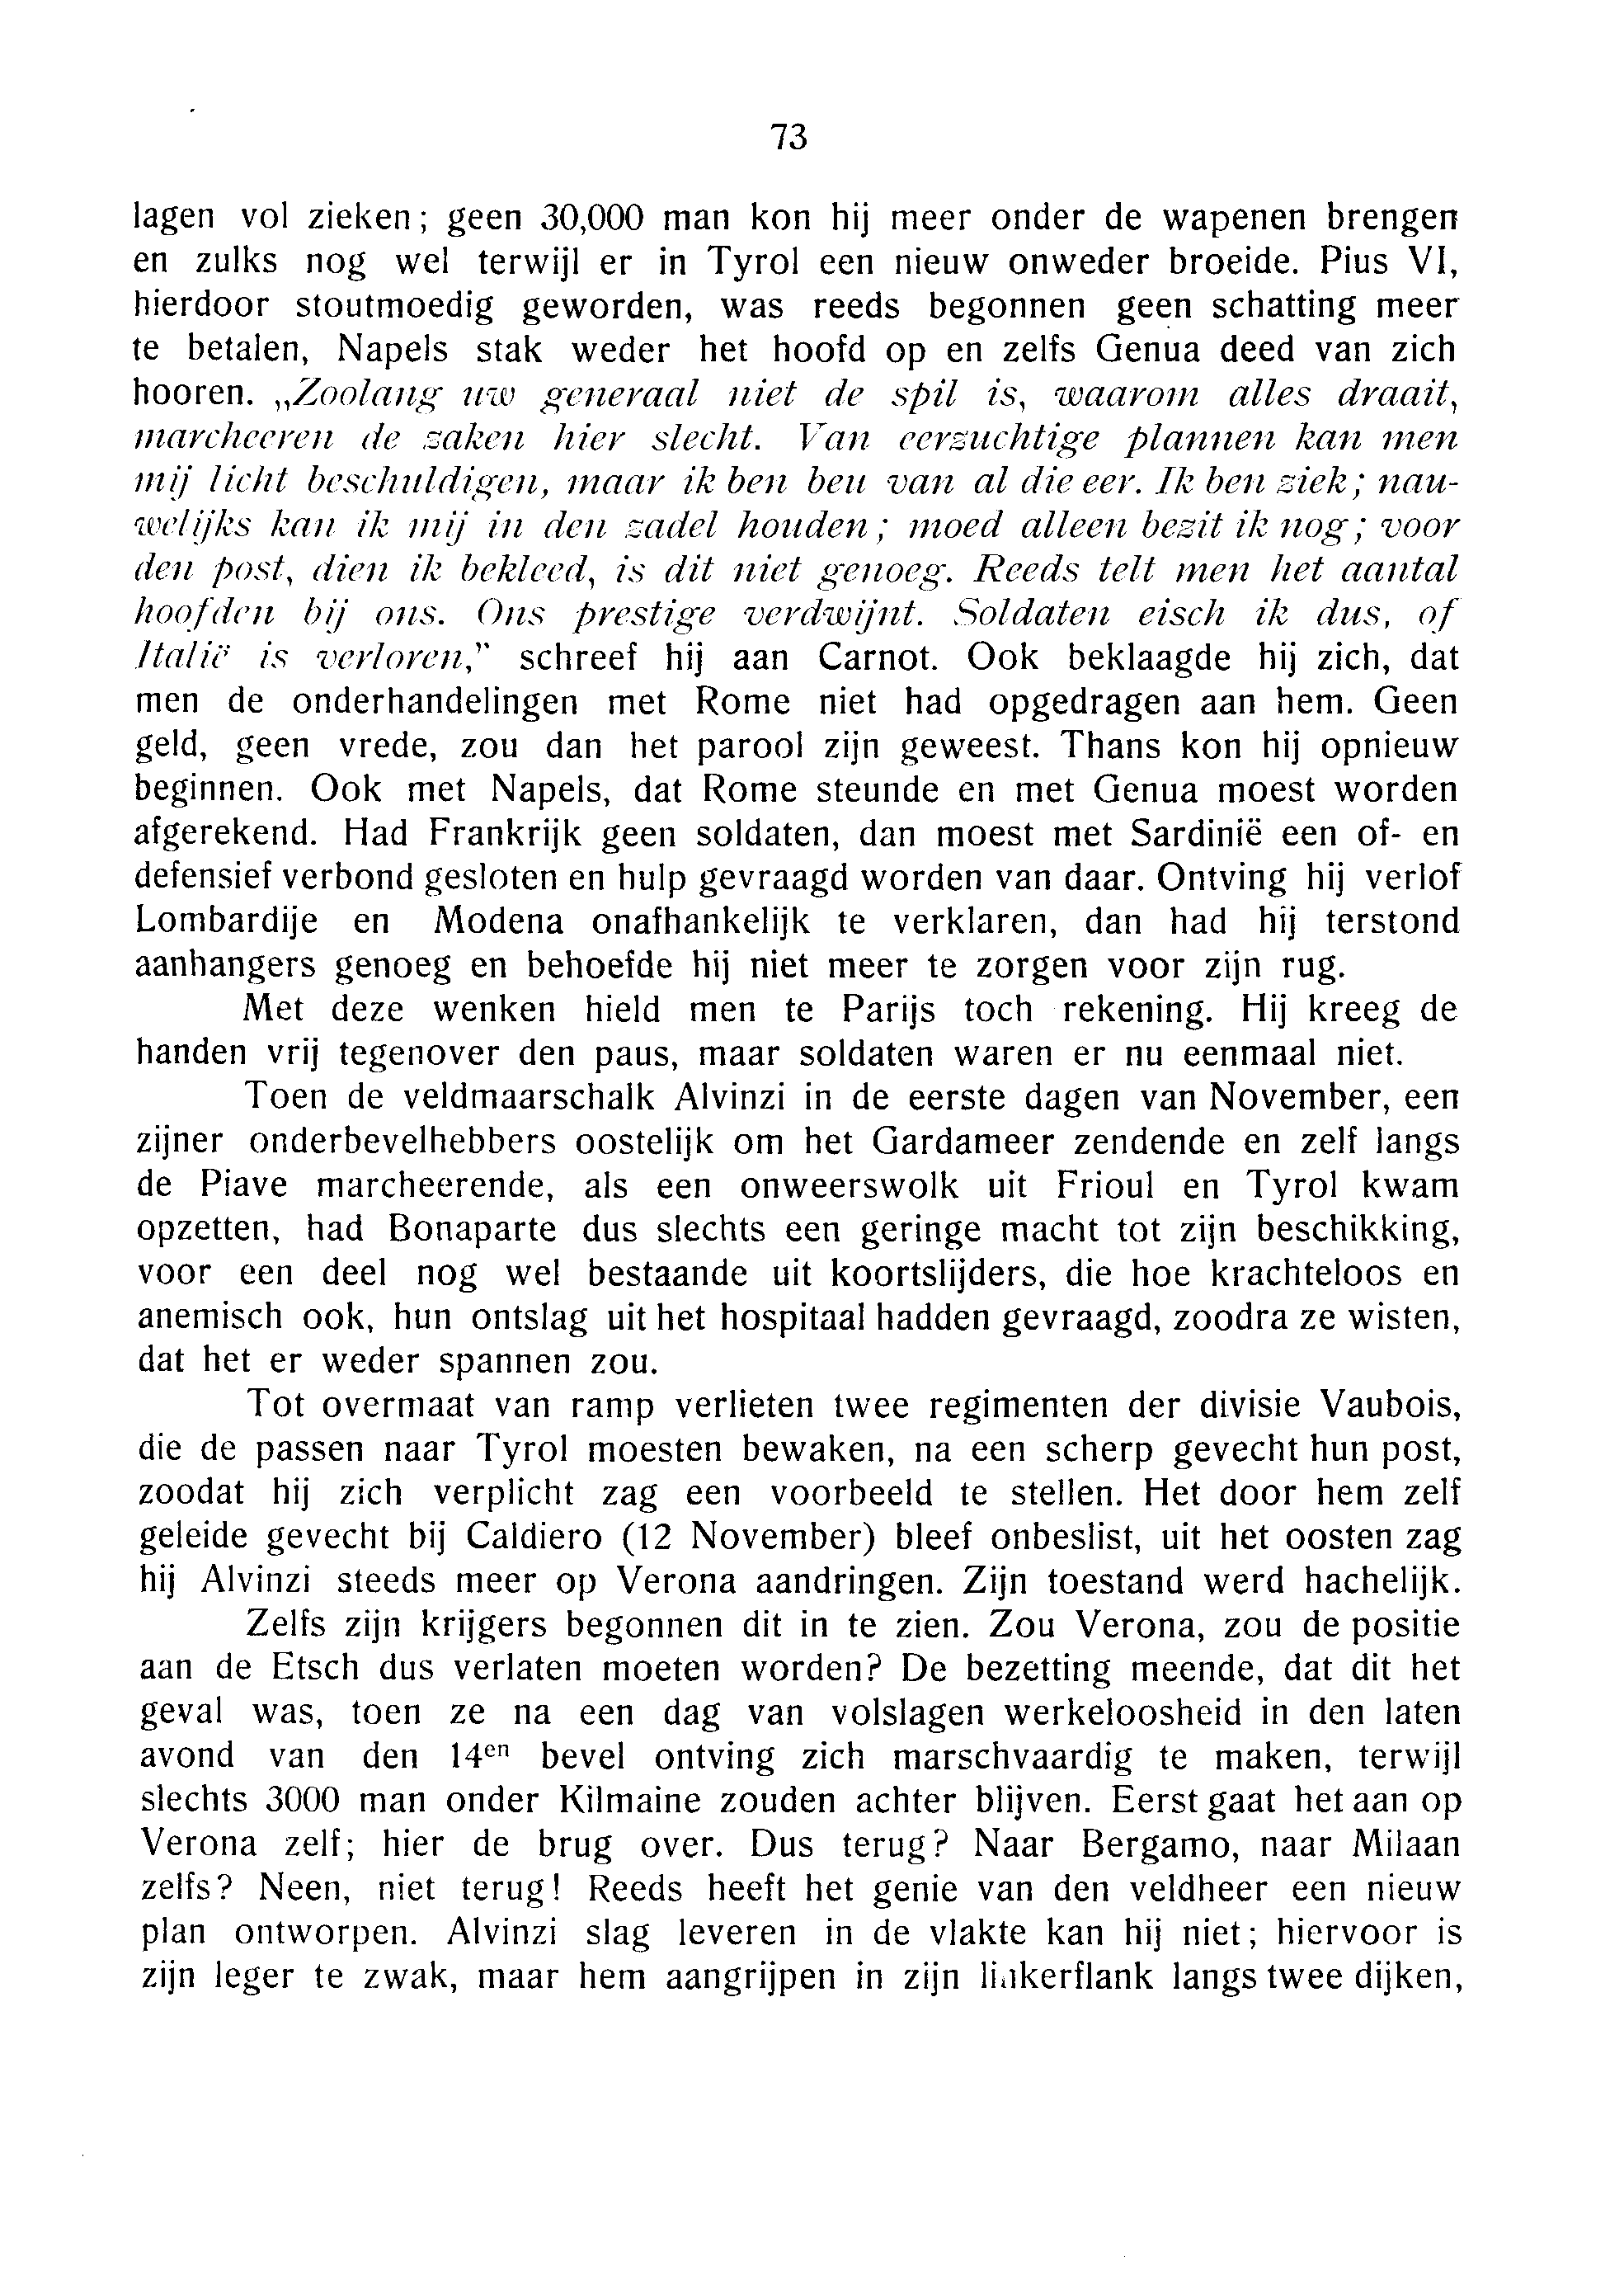 73
lagen vol zieken; geen 30,000 man kon hij meer onder de wapenen brengen
en zulks nog wel terwijl er in Tyrol een nieuw onweder broeide. Pius VI,
hierdoor stoutmoedig geworden, was reeds begonnen geen schatting meer
te betalen, Napels stak weder het hoofd op en zelfs Genua deed van zich
hooren. „Zoolang uw generaal niet de spil is, waarom alles draait,
marcheeren de zaken hier slecht. Van eerzuchtige plannen kan men
mij licht beschuldigen, maar ik ben beu van al die eer. Ik ben ziek; nau-
welijks kan ik mij in den zadel houden; moed alleen bezit ik nog; voor
den post, dien ik bekleed, is dit niet genoeg. Reeds telt men het aantal
hoofden bij ons. Ons prestige verdwijnt. Soldaten eisch ik dus, of
Italië is verloren,” schreef hij aan Carnot. Ook beklaagde hij zich, dat
men de onderhandelingen met Rome niet had opgedragen aan hem. Geen
geld, geen vrede, zou dan het parool zijn geweest. Thans kon hij opnieuw
beginnen. Ook met Napels, dat Rome steunde en met Genua moest worden
afgerekend. Had Frankrijk geen soldaten, dan moest met Sardinië een of- en
defensief verbond gesloten en hulp gevraagd worden van daar. Ontving hij verlof
Lombardije en Modena onafhankelijk te verklaren, dan had hij terstond
aanhangers genoeg en behoefde hij niet meer te zorgen voor zijn rug.
Met deze wenken hield men te Parijs toch rekening. Hij kreeg de
handen vrij tegenover den paus, maar soldaten waren er nu eenmaal niet.
Toen de veldmaarschalk Alvinzi in de eerste dagen van November, een
zijner onderbevelhebbers oostelijk om het Gardameer zendende en zelf langs
de Piave marcheerende, als een onweerswolk uit Frioul en Tyrol kwam
opzetten, had Bonaparte dus slechts een geringe macht tot zijn beschikking,
voor een deel nog wel bestaande uit koortslijders, die hoe krachteloos en
anemisch ook, hun ontslag uit het hospitaal hadden gevraagd, zoodra ze wisten,
dat het er weder spannen zou.
Tot overmaat van ramp verlieten twee regimenten der divisie Vaubois,
die de passen naar Tyrol moesten bewaken, na een scherp gevecht hun post,
zoodat hij zich verplicht zag een voorbeeld te stellen. Het door hem zelf
geleide gevecht bij Caldiero (12 November) bleef onbeslist, uit het oosten zag
hij Alvinzi steeds meer op Verona aandringen. Zijn toestand werd hachelijk.
Zelfs zijn krijgers begonnen dit in te zien. Zou Verona, zou de positie
aan de Etsch dus verlaten moeten worden? De bezetting meende, dat dit het
geval was, toen ze na een dag van volslagen werkeloosheid in den laten
avond van den 14en bevel ontving zich marschvaardig te maken, terwijl
slechts 3000 man onder Kilmaine zouden achter blijven. Eerst gaat het aan op
Verona zelf; hier de brug over. Dus terug? Naar Bergamo, naar Milaan
zelfs? Neen, niet terug! Reeds heeft het genie van den veldheer een nieuw
plan ontworpen. Alvinzi slag leveren in de vlakte kan hij niet; hiervoor is
zijn leger te zwak, maar hem aangrijpen in zijn linkerflank langs twee dijken,